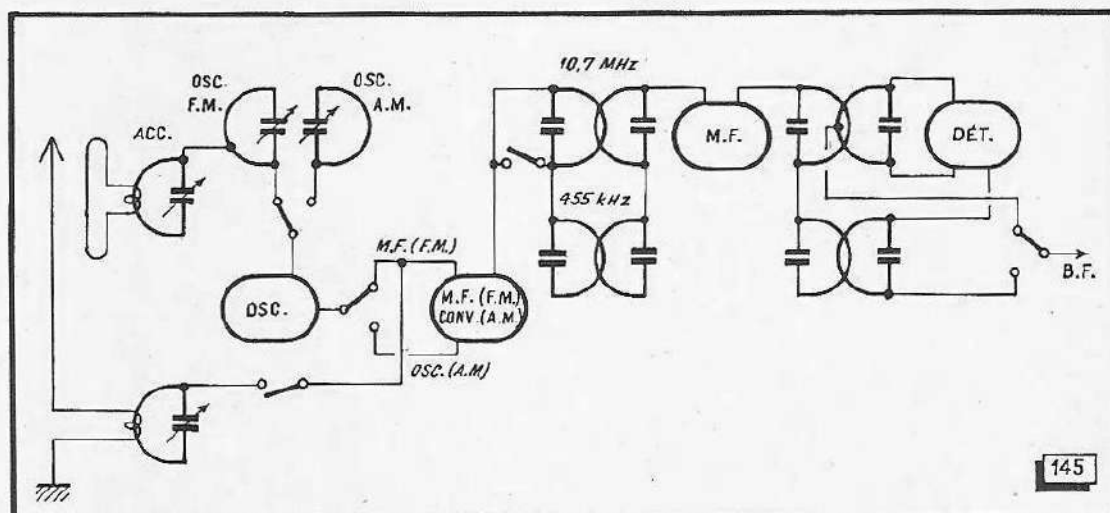 OSC.
F.M.
OSC.
A.M.
ACC.
10,7 MHz
M.F.
DÉT.
455 kHz
M.F. (F.M.)
OSC.
M.F. (F.M.)
CONV. (A.M.)
B.F.
OSC. (A.M)
145